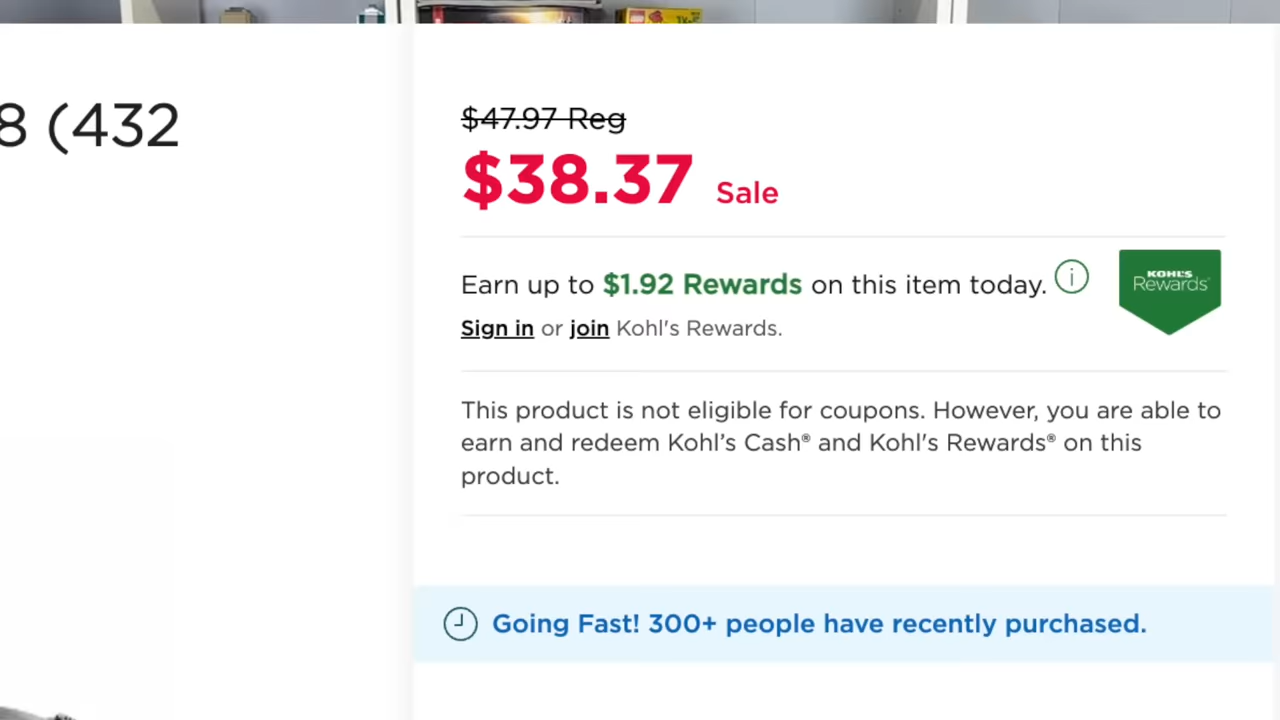 8 (432
$47.97 Reg
$38.37 Sale
Earn up to $1.92 Rewards on this item today.
KOHL'S
Rewards
Sign in or join Kohl's Rewards.
This product is not eligible for coupons. However, you are able to
earn and redeem Kohl’s Cash® and Kohl's Rewards® on this
product.
Going Fast! 300+ people have recently purchased.